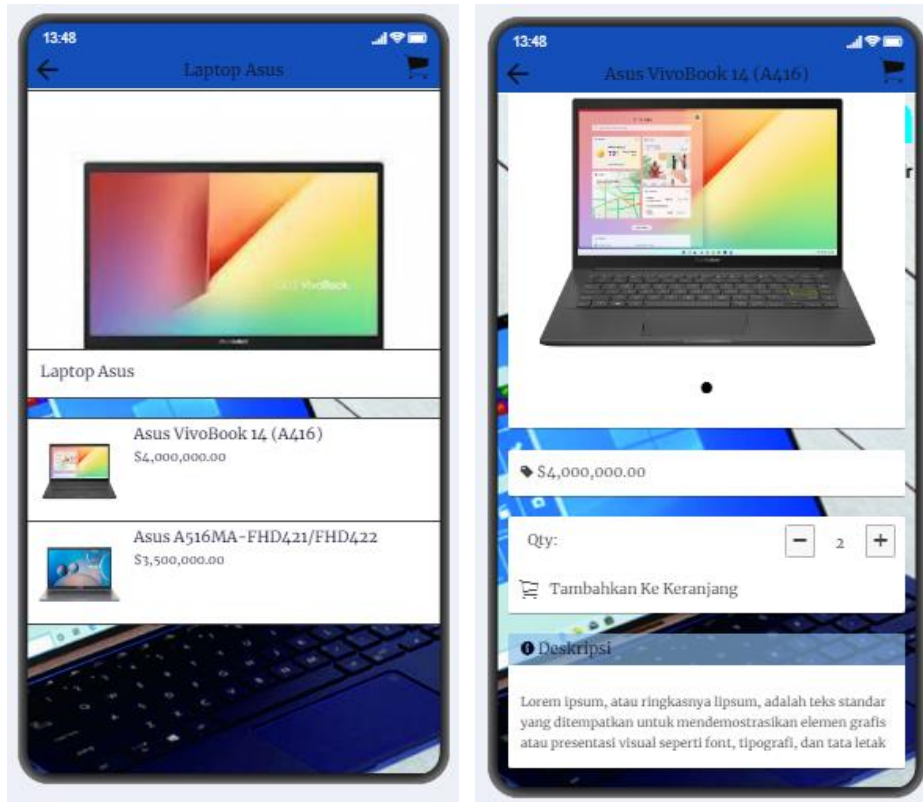 13:48
Laptop Asus
VivoBook
Laptop Asus
Asus VivoBook 14 (A416)
$4,000,000.00
Asus A516MA-FHD421/FHD422
$3,500,000.00
13:48
Asus VivoBook 14 (A416)
r
$4,000,000.00
Qty:
2
Tambahkan Ke Keranjang
Deskripsi
Lorem ipsum, atau ringkasnya lipsum, adalah teks standar
yang ditempatkan untuk mendemostrasikan elemen grafis
atau presentasi visual seperti font, tipografi, dan tata letak